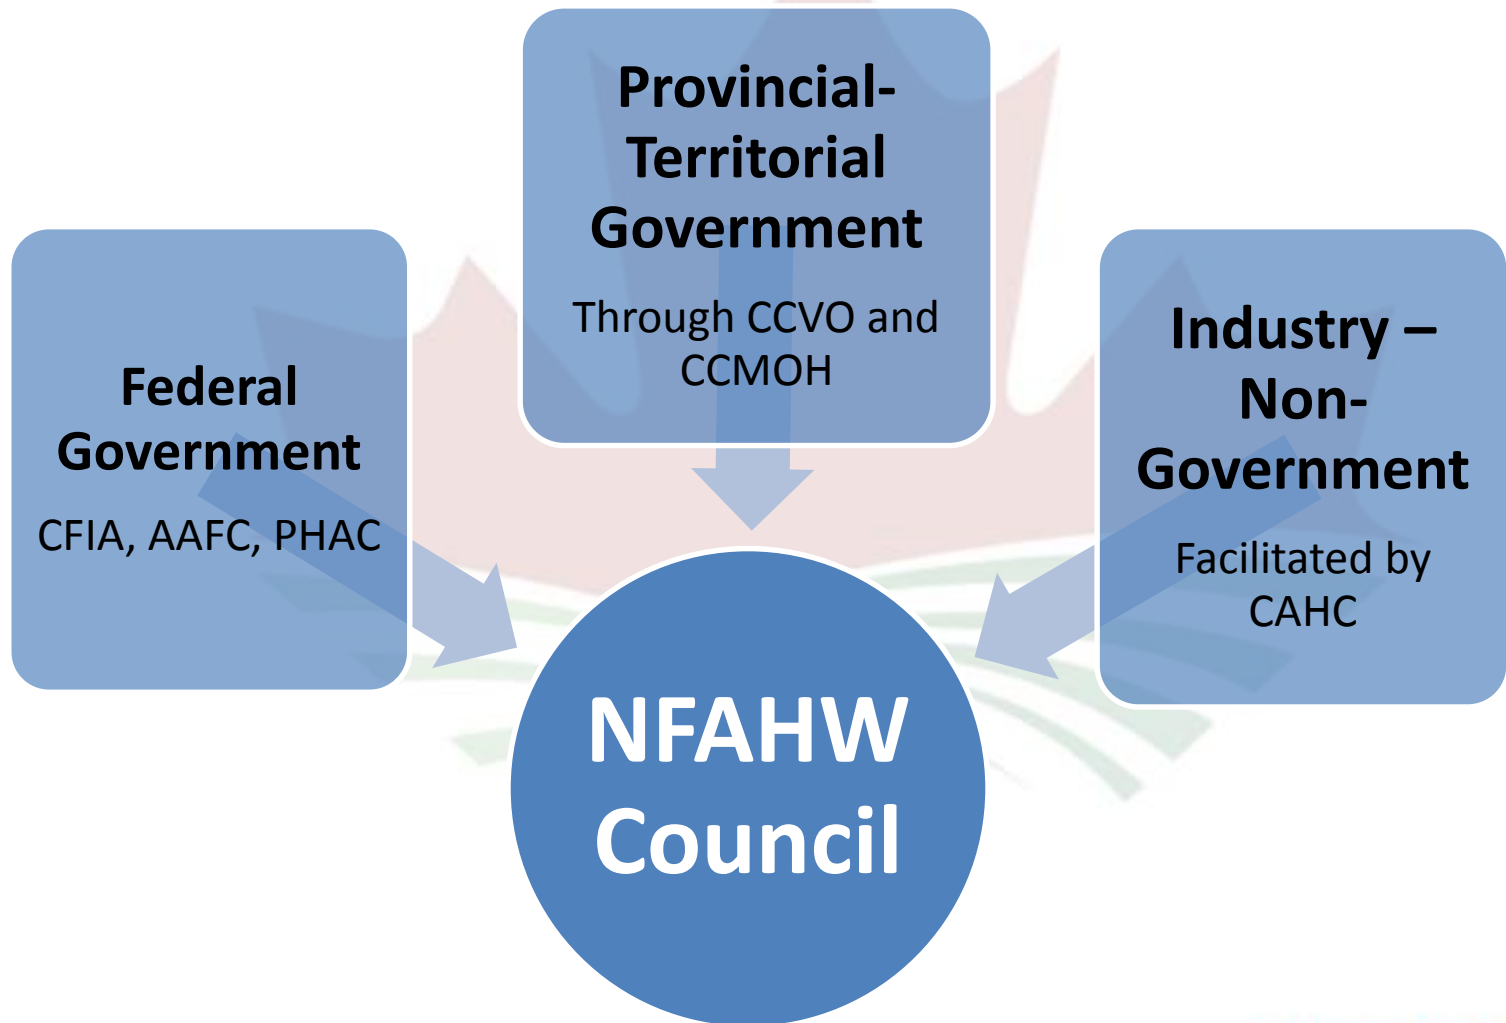 Provincial-
Territorial
Government
Through CCVO and
CCMOH
Federal
Government
CFIA, AAFC, PHAC
Industry –
Non-
Government
Facilitated by
CAHC
NFAHW
Council